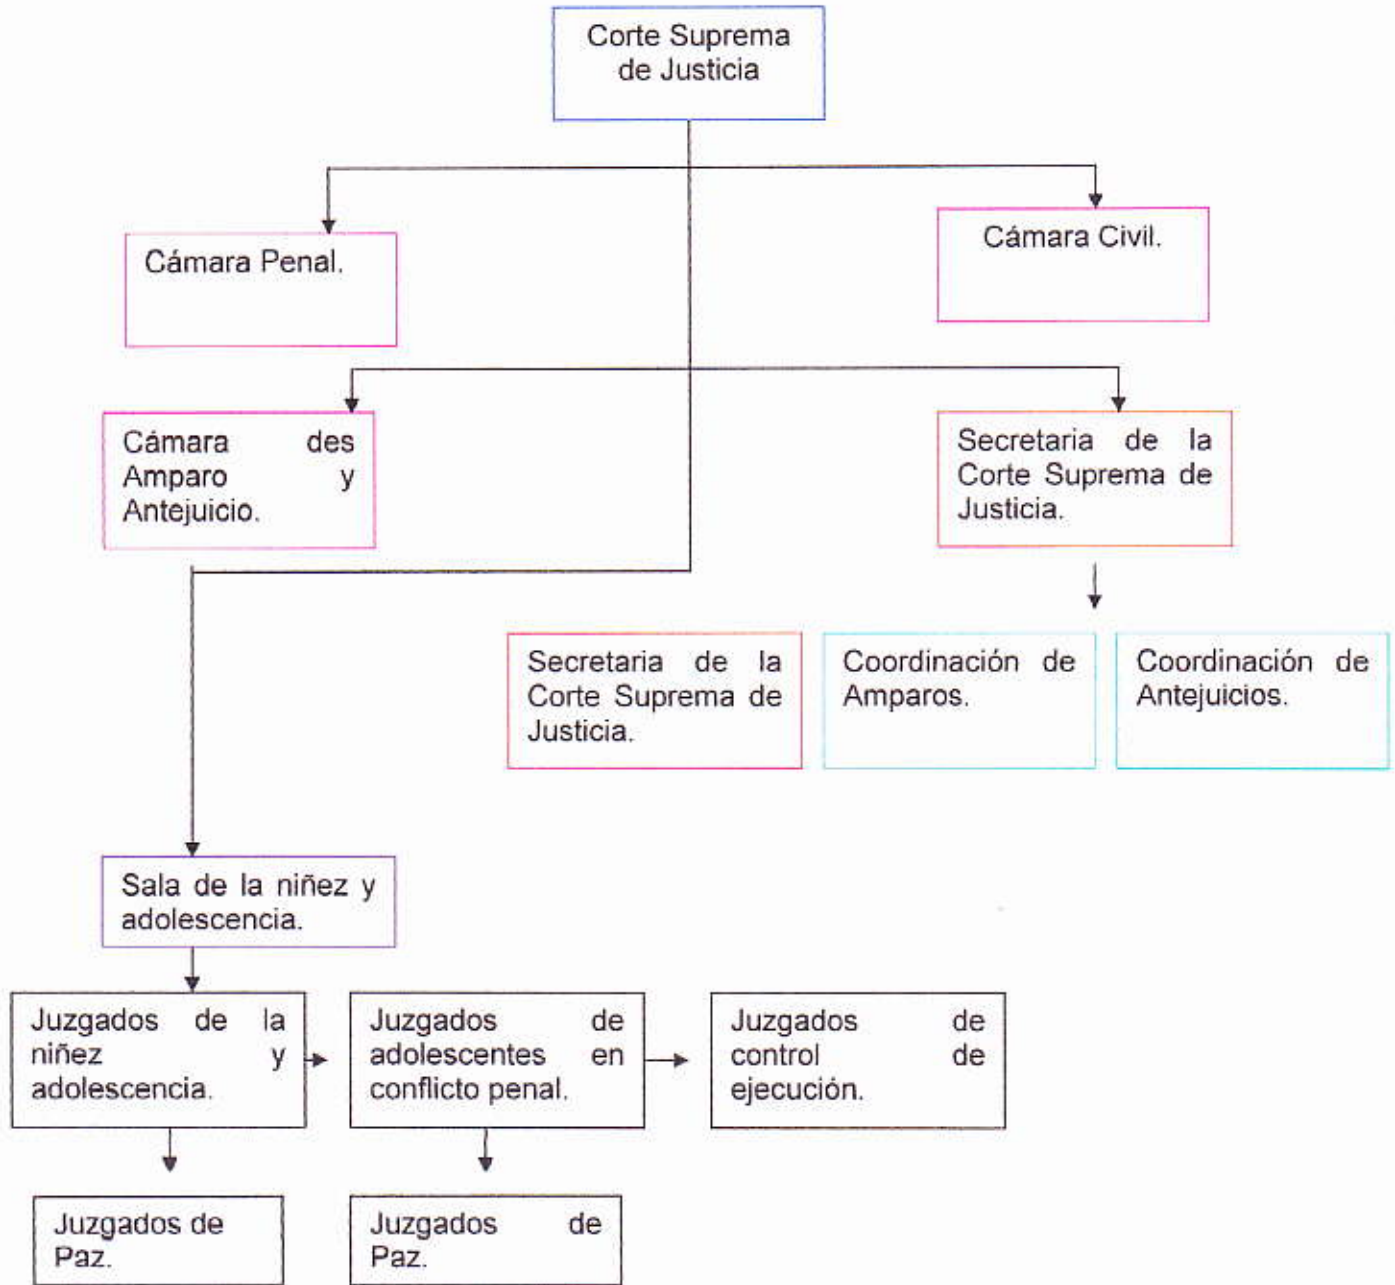 Corte Suprema
de Justicia
Cámara Penal.
Cámara Civil.
Cámara des
Amparo y
Antejuicio.
Secretaria de la
Corte Suprema de
Justicia.
Secretaria de la
Corte Suprema de
Justicia.
Coordinación de
Amparos.
Coordinación de
Antejuicios.
Sala de la niñez y
adolescencia.
Juzgados de la
niñez y
adolescencia.
Juzgados de
adolescentes en
conflicto penal.
Juzgados de
control de
ejecución.
Juzgados de
Paz.
Juzgados de
Paz.